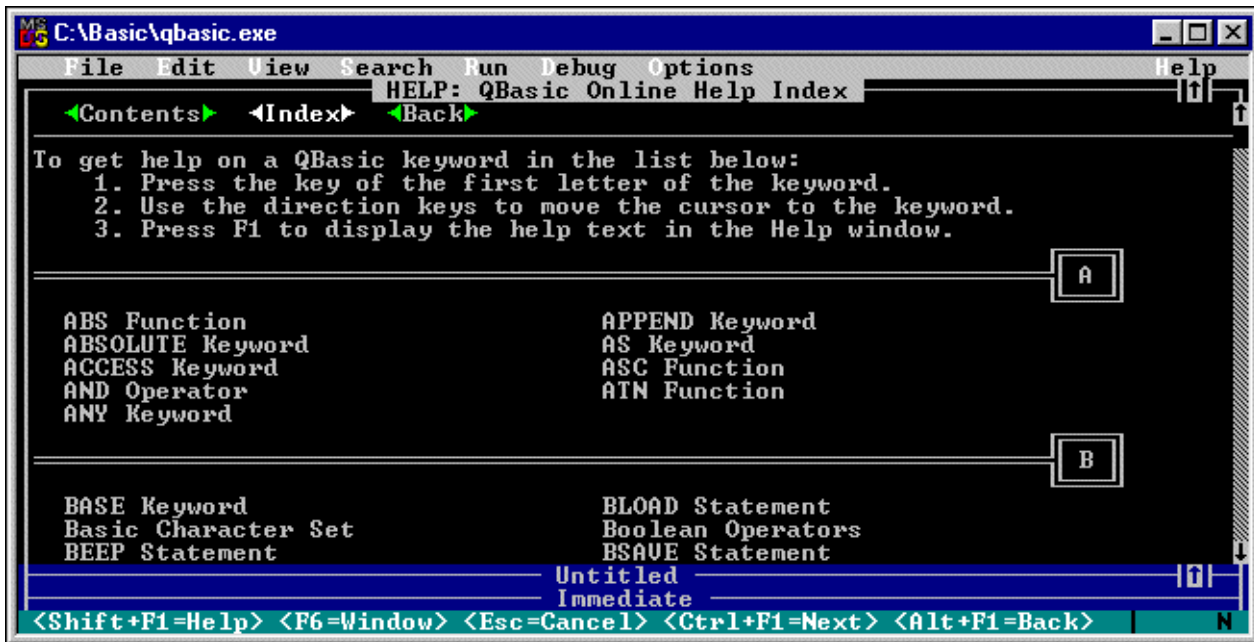 MS DOS C:\Basic\qbasic.exe
File Edit View Search Run Debug Options Help
HELP: QBasic Online Help Index
◄Contents► ◄Index► ◄Back►
To get help on a QBasic keyword in the list below:
1. Press the key of the first letter of the keyword.
2. Use the direction keys to move the cursor to the keyword.
3. Press F1 to display the help text in the Help window.
A
ABS Function APPEND Keyword
ABSOLUTE Keyword AS Keyword
ACCESS Keyword ASC Function
AND Operator ATN Function
ANY Keyword
B
BASE Keyword BLOAD Statement
Basic Character Set Boolean Operators
BEEP Statement BSAVE Statement
Untitled
Immediate
<Shift+F1=Help> <F6=Window> <Esc=Cancel> <Ctrl+F1=Next> <Alt+F1=Back> N